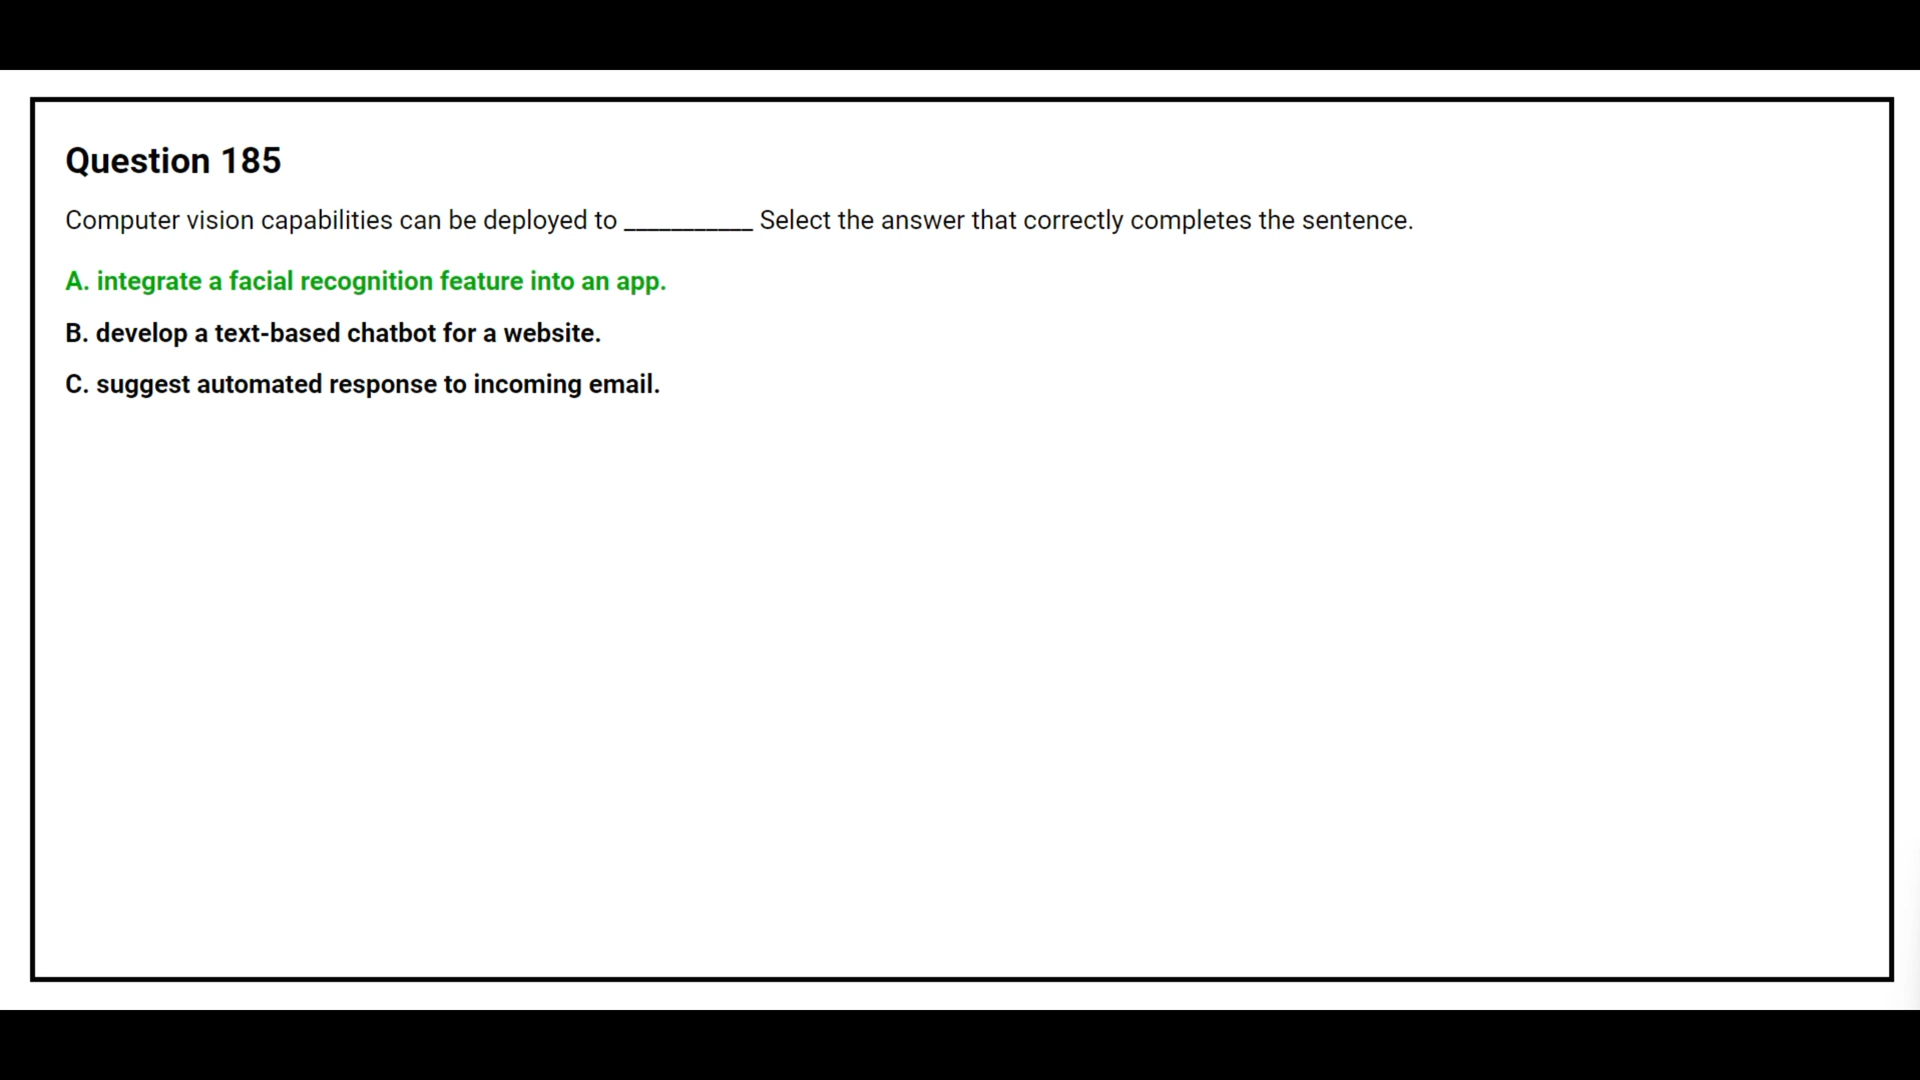 Question 185
Computer vision capabilities can be deployed to __________ Select the answer that correctly completes the sentence.
A. integrate a facial recognition feature into an app.
B. develop a text-based chatbot for a website.
C. suggest automated response to incoming email.